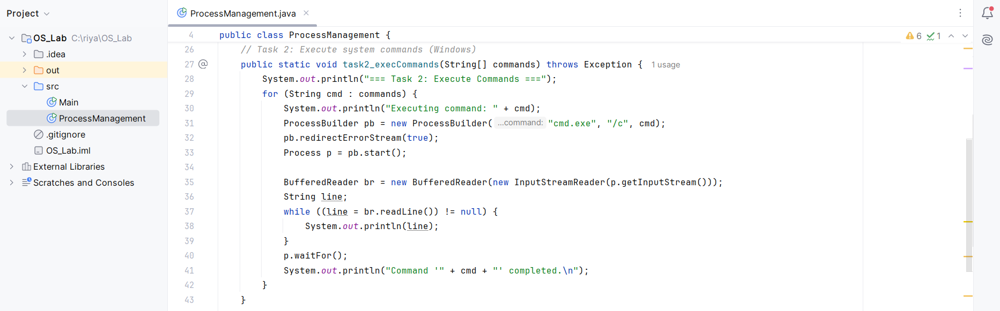 Project
OS_Lab C:\riya\OS_Lab
.idea
out
src
Main
ProcessManagement
.gitignore
OS_Lab.iml
External Libraries
Scratches and Consoles
ProcessManagement.java
4 public class ProcessManagement {
6 1
26 // Task 2: Execute system commands (Windows)
27 @ public static void task2_execCommands(String[] commands) throws Exception { 1 usage
28 System.out.println("=== Task 2: Execute Commands ===");
29 for (String cmd : commands) {
30 System.out.println("Executing command: " + cmd);
31 ProcessBuilder pb = new ProcessBuilder( ...command: "cmd.exe", "/c", cmd);
32 pb.redirectErrorStream(true);
33 Process p = pb.start();
34
35 BufferedReader br = new BufferedReader(new InputStreamReader(p.getInputStream()));
36 String line;
37 while ((line = br.readLine()) != null) {
38 System.out.println(line);
39 }
40 p.waitFor();
41 System.out.println("Command '" + cmd + "' completed.\n");
42 }
43 }